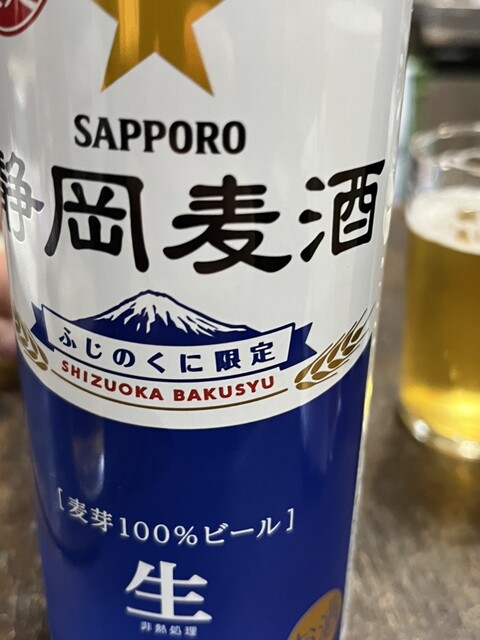 SAPPORO
静岡麦酒
ふじのくに限定
SHIZUOKA BAKUSYU
[麦芽100%ビール]
生
非熱処理